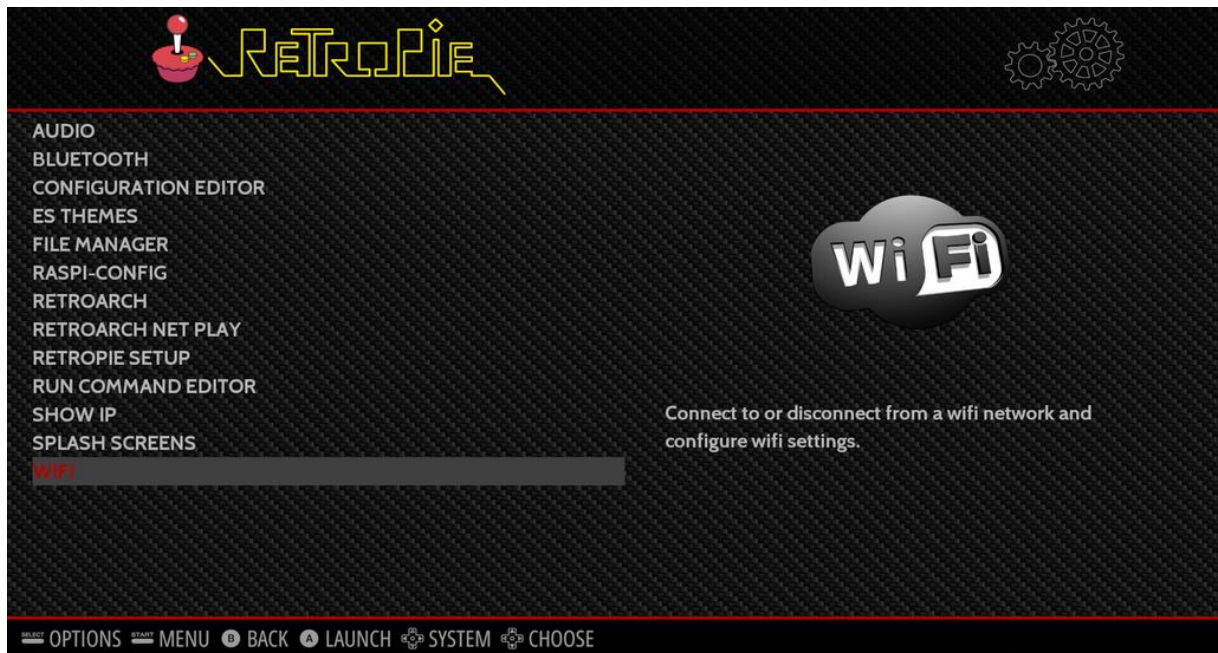 RETROPIE
AUDIO
BLUETOOTH
CONFIGURATION EDITOR
ES THEMES
FILE MANAGER
RASPI-CONFIG
RETROARCH
RETROARCH NET PLAY
RETROPIE SETUP
RUN COMMAND EDITOR
SHOW IP
SPLASH SCREENS
WIFI
Wi Fi
Connect to or disconnect from a wifi network and
configure wifi settings.
SELECT OPTIONS START MENU B BACK A LAUNCH SYSTEM CHOOSE